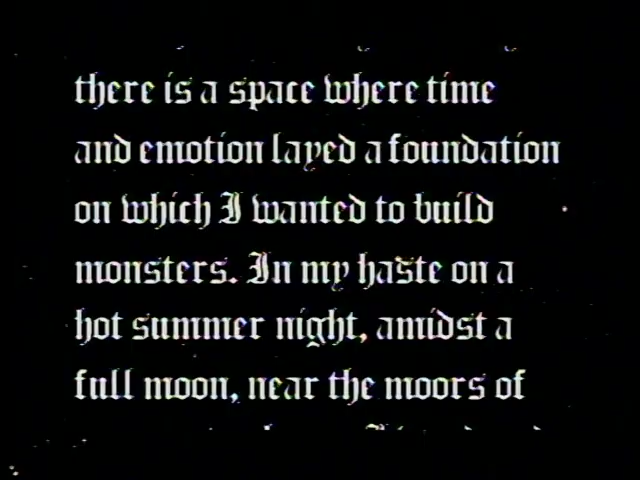 there is a space where time
and emotion layed a foundation
on which I wanted to build
monsters. In my haste on a
hot summer night, amidst a
full moon, near the moors of